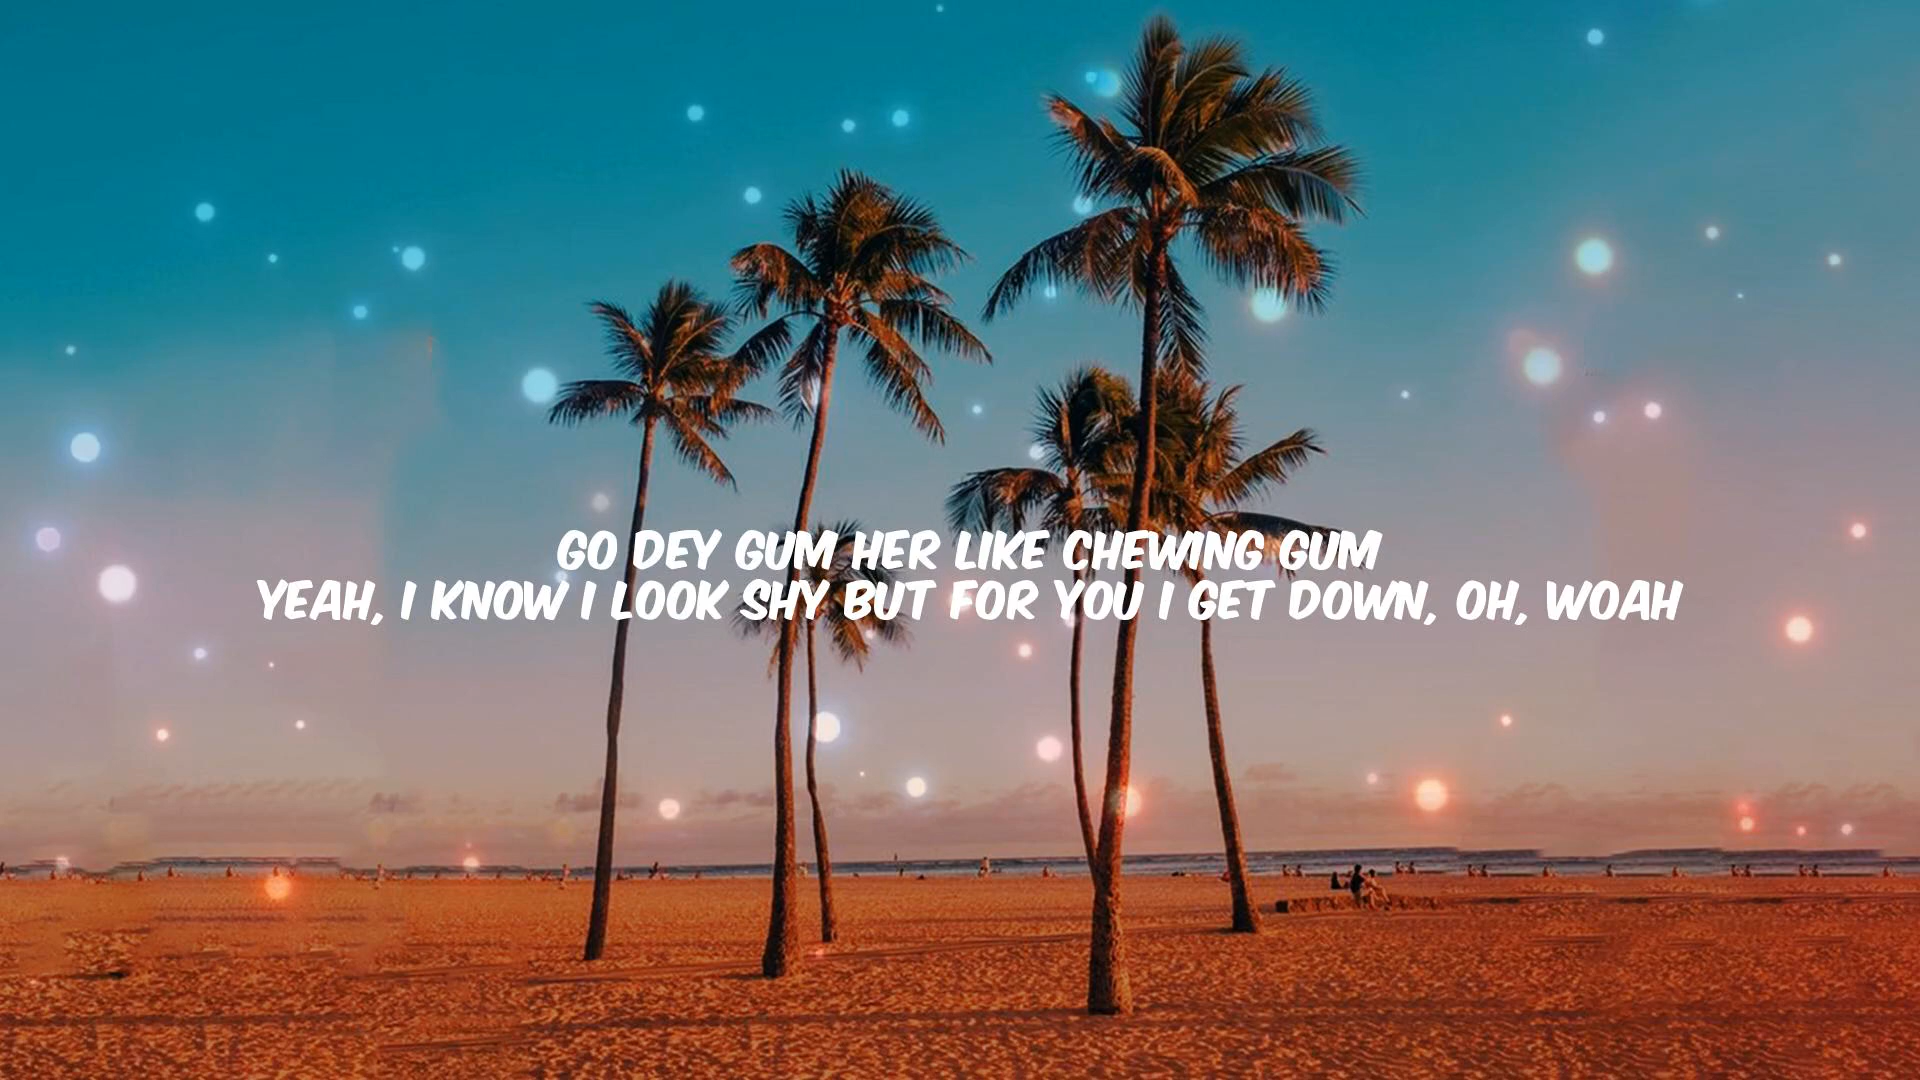 GO DEY GUM HER LIKE CHEWING GUM
YEAH, I KNOW I LOOK SHY BUT FOR YOU I GET DOWN, OH, WOAH